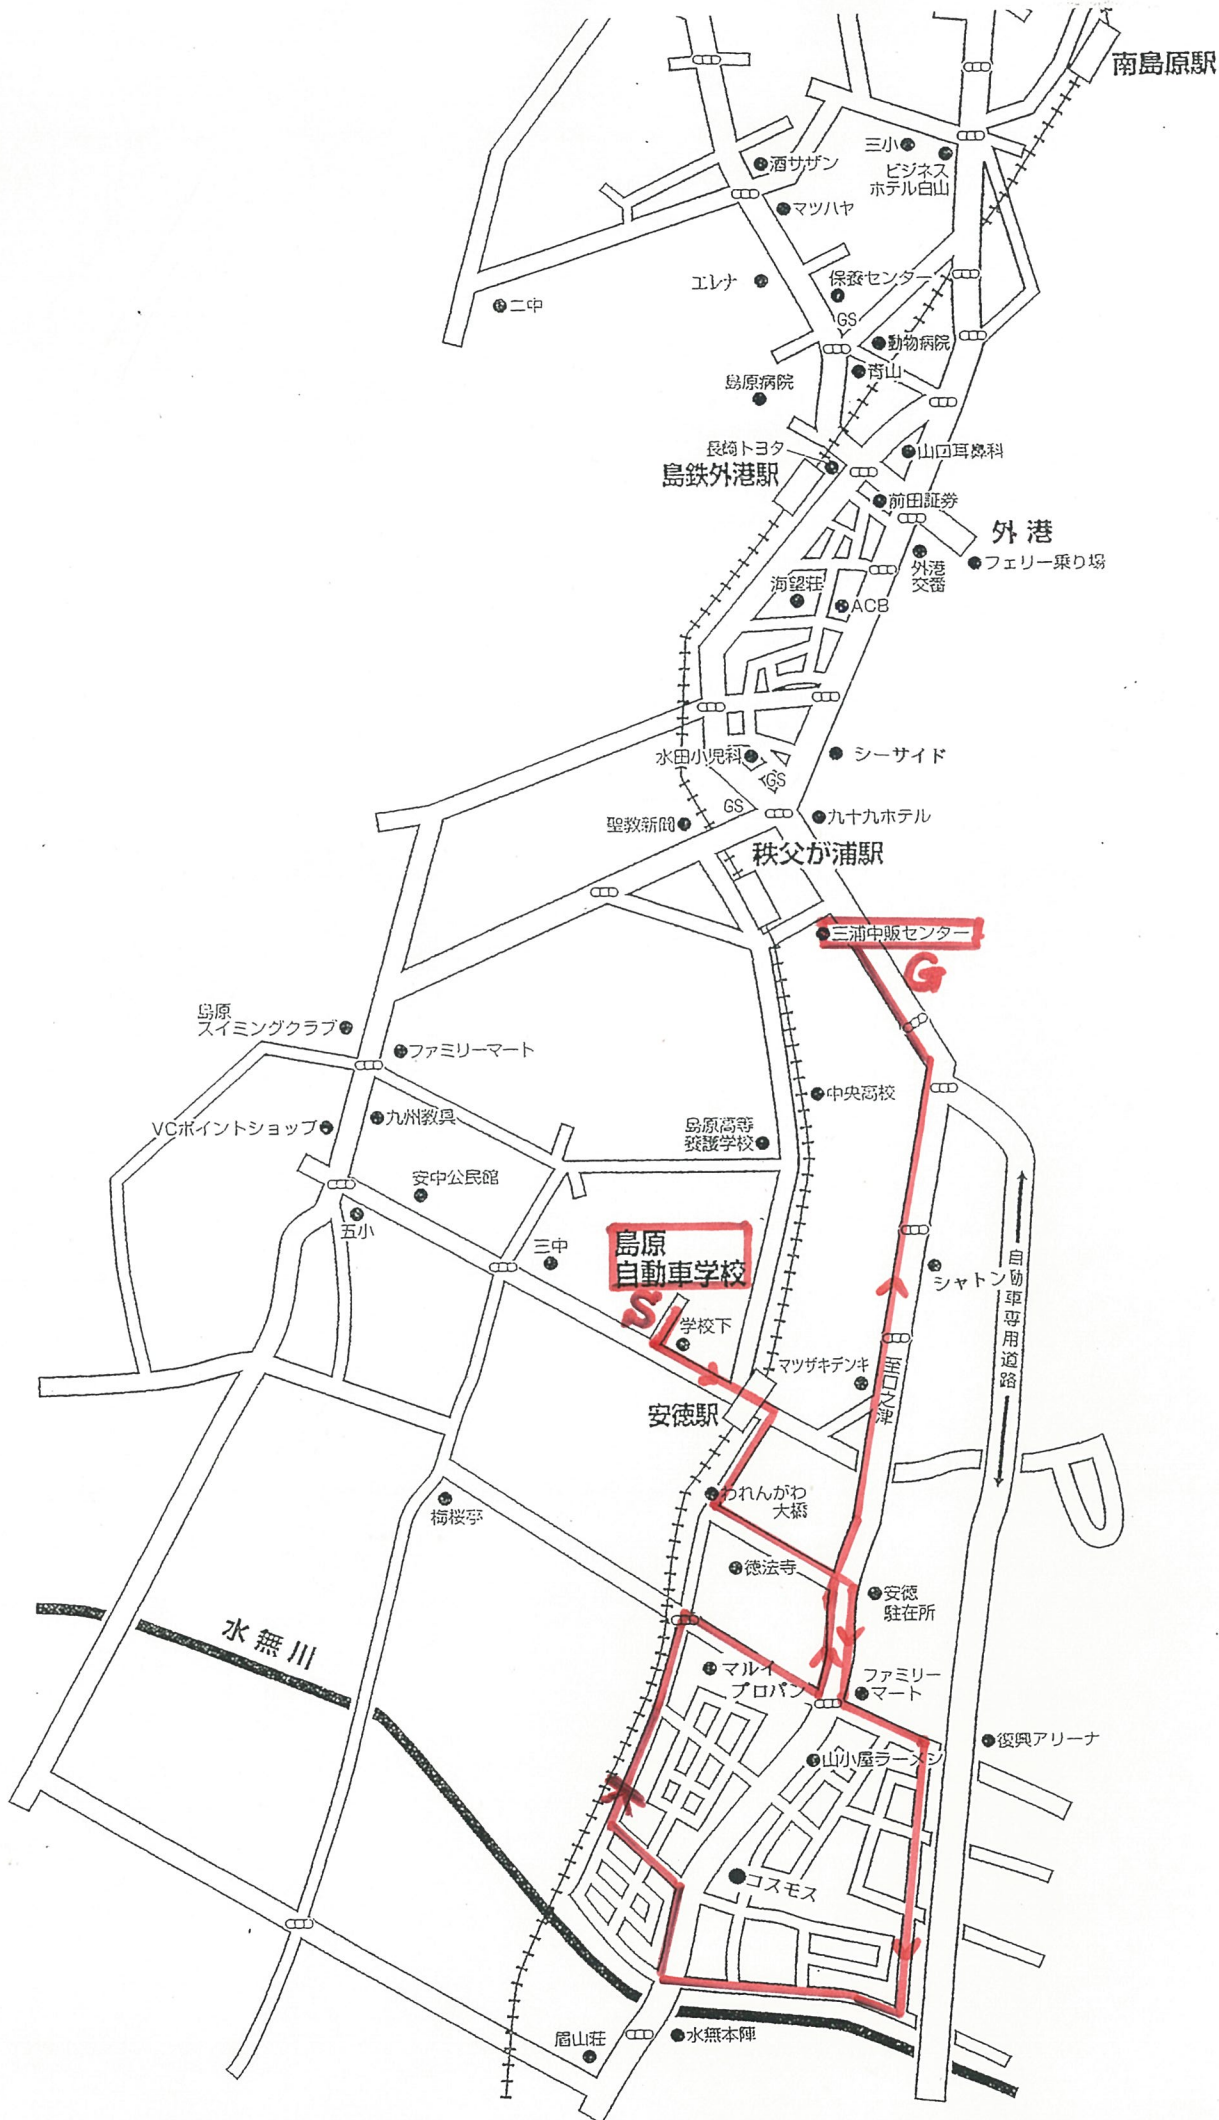 南島原駅
三小
ビジネス
ホテル白山
酒サザン
マツハヤ
エレナ
保養センター
二中
GS
動物病院
青山
島原病院
長崎トヨタ
山口耳鼻科
島鉄外港駅
前田証券
外港
フェリー乗り場
外港
交番
海望荘
ACB
水田小児科
シーサイド
GS
GS
聖教新聞
九十九ホテル
秩父が浦駅
三浦中販センター
G
島原
スイミングクラブ
ファミリーマート
中央高校
VCポイントショップ
九州教具
島原高等
養護学校
安中公民館
五小
三中
島原
自動車学校
S
学校下
シャトン
自動車専用道路
マツザキデンキ
至口之津
安徳駅
われんがわ
大橋
梅桜亭
徳法寺
安徳
駐在所
水無川
マルイ
プロパン
ファミリー
マート
復興アリーナ
山小屋ラーメン
コスモス
眉山荘
水無本陣